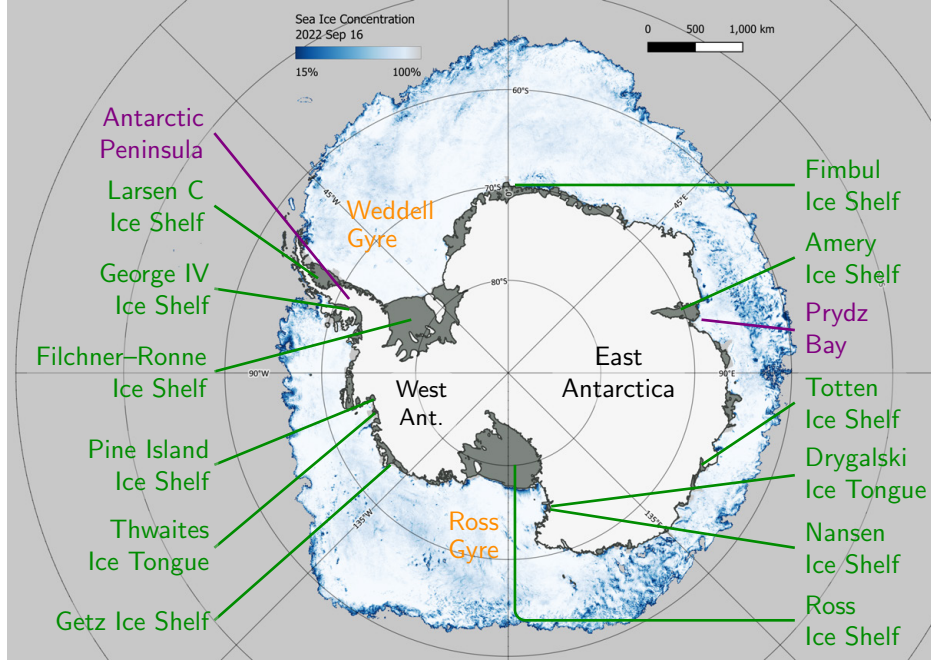 Sea Ice Concentration
2022 Sep 16
15%
100%
0
500
1,000 km
60°S
70°S
80°S
0°
45°W
45°E
90°W
90°E
135°W
135°E
Antarctic
Peninsula
Larsen C
Ice Shelf
George IV
Ice Shelf
Filchner–Ronne
Ice Shelf
Pine Island
Ice Shelf
Thwaites
Ice Tongue
Getz Ice Shelf
Weddell
Gyre
West
Ant.
East
Antarctica
Ross
Gyre
Fimbul
Ice Shelf
Amery
Ice Shelf
Prydz
Bay
Totten
Ice Shelf
Drygalski
Ice Tongue
Nansen
Ice Shelf
Ross
Ice Shelf